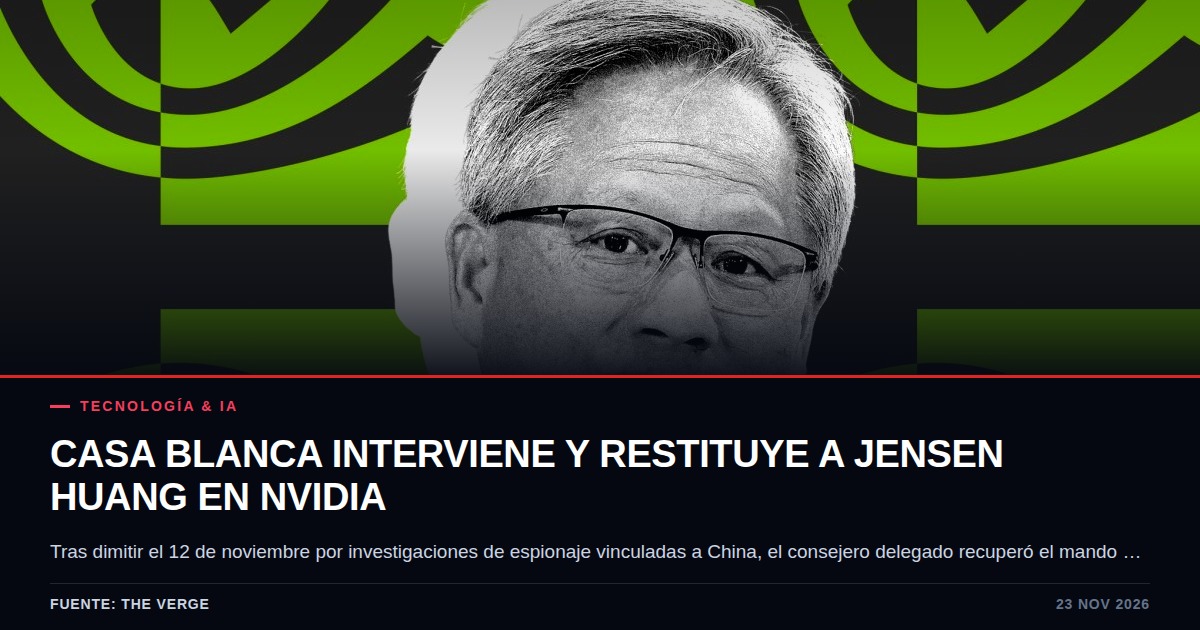 TECNOLOGÍA & IA
CASA BLANCA INTERVIENE Y RESTITUYE A JENSEN
HUANG EN NVIDIA
Tras dimitir el 12 de noviembre por investigaciones de espionaje vinculadas a China, el consejero delegado recuperó el mando …
FUENTE: THE VERGE
23 NOV 2026